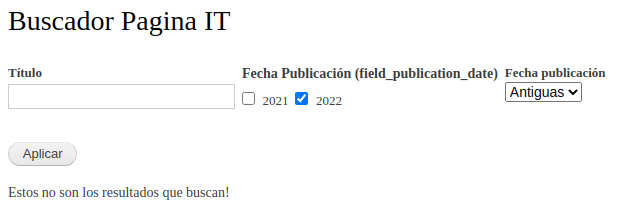 Buscador Pagina IT
Título
Fecha Publicación (field_publication_date)
2021 2022
Fecha publicación
Antiguas
Aplicar
Estos no son los resultados que buscan!